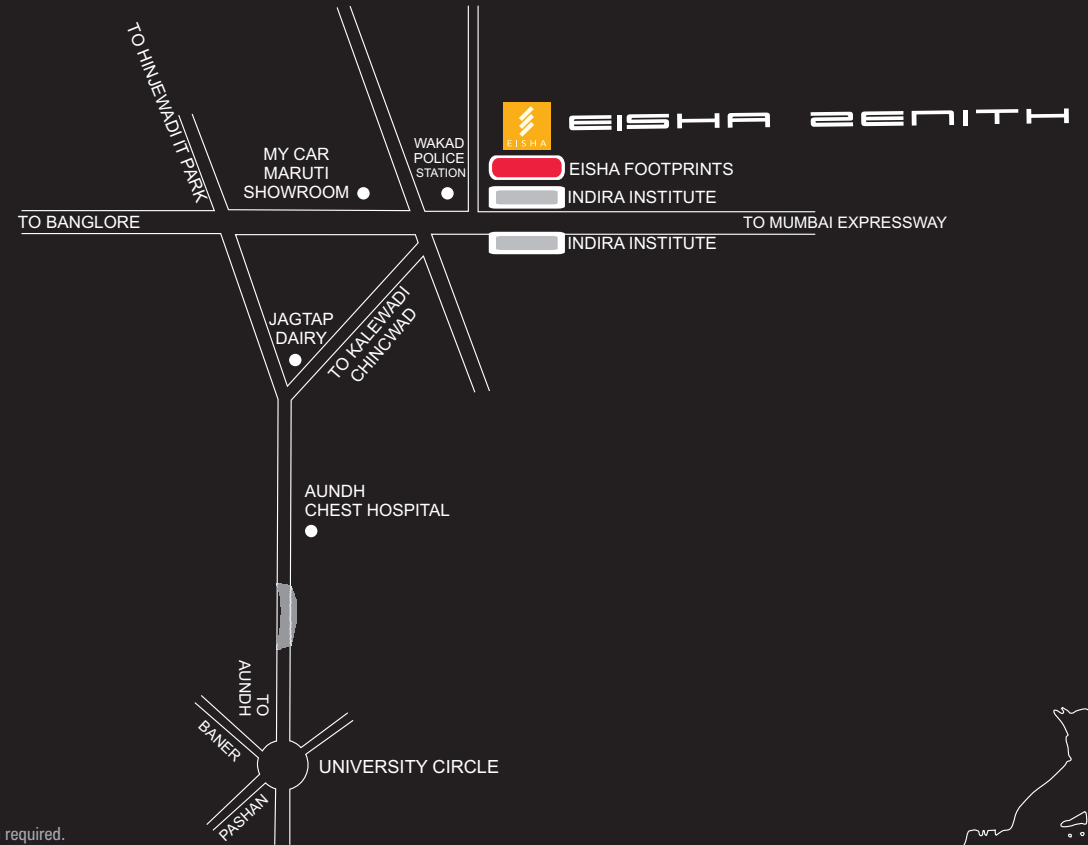 TO HINJEWADI IT PARK
MY CAR
MARUTI
SHOWROOM
WAKAD
POLICE
STATION
EISHA
EISHA ZENITH
EISHA FOOTPRINTS
INDIRA INSTITUTE
TO BANGLORE
TO MUMBAI EXPRESSWAY
INDIRA INSTITUTE
JAGTAP
DAIRY
TO KALEWADI
CHINCWAD
AUNDH
CHEST HOSPITAL
TO
AUNDH
BANER
UNIVERSITY CIRCLE
PASHAN
required.